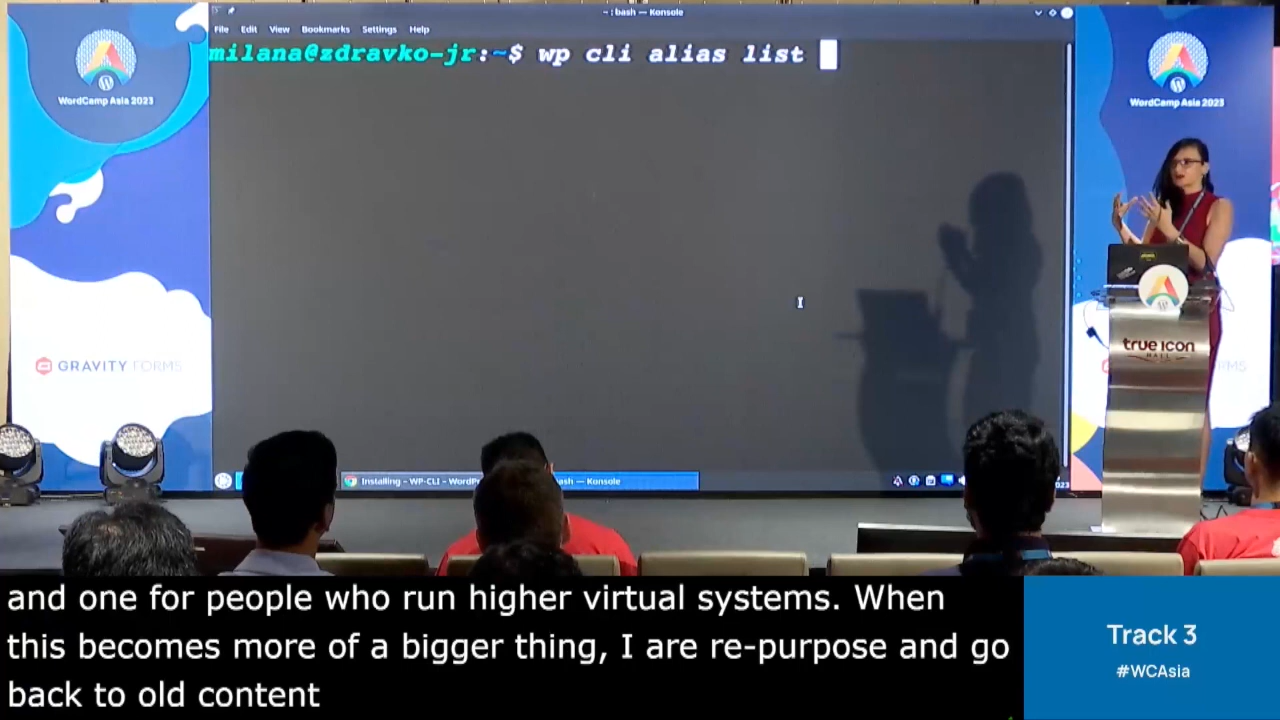 ~ : bash — Konsole
File Edit View Bookmarks Settings Help
milana@zdravko-jr:~$ wp cli alias list
WordCamp Asia 2023
WordCamp Asia 2023
GRAVITY FORMS
true icon
HALL
Installing – WP-CLI – WordPr
ash — Konsole
and one for people who run higher virtual systems. When
this becomes more of a bigger thing, I are re-purpose and go
back to old content
Track 3
#WCAsia